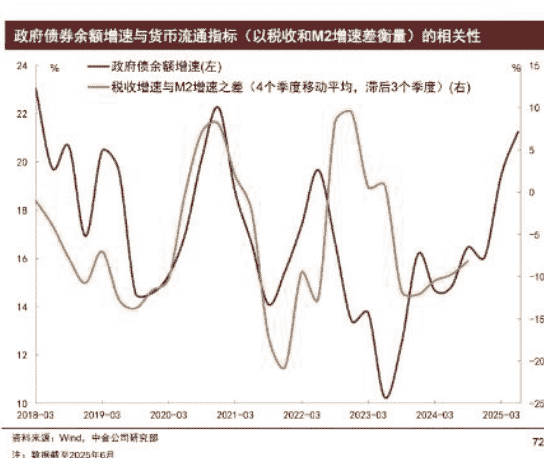 政府债券余额增速与货币流通指标（以税收和M2增速差衡量）的相关性
24 % % 15
政府债余额增速(左)
税收增速与M2增速之差（4个季度移动平均，滞后3个季度）(右)
22 10
20 5
0
18 -5
16 -10
14 -15
12 -20
10 -25
2018-03 2019-03 2020-03 2021-03 2022-03 2023-03 2024-03 2025-03
资料来源：Wind，中金公司研究部
72
注：数据截至2025年6月